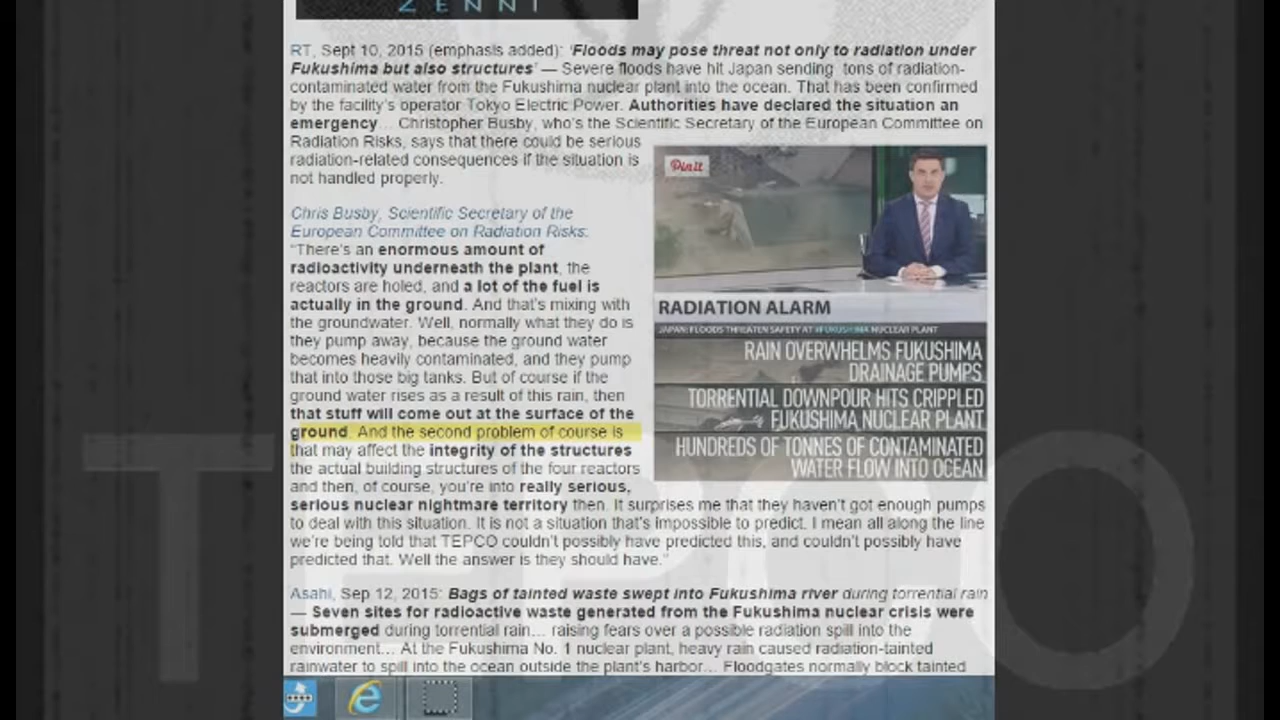 ZENNI
RT, Sept 10, 2015 (emphasis added): 'Floods may pose threat not only to radiation under
Fukushima but also structures' — Severe floods have hit Japan sending tons of radiation-
contaminated water from the Fukushima nuclear plant into the ocean. That has been confirmed
by the facility's operator Tokyo Electric Power. Authorities have declared the situation an
emergency... Christopher Busby, who's the Scientific Secretary of the European Committee on
Radiation Risks, says that there could be serious
radiation-related consequences if the situation is
not handled properly.
Chris Busby, Scientific Secretary of the
European Committee on Radiation Risks:
"There's an enormous amount of
radioactivity underneath the plant, the
reactors are holed, and a lot of the fuel is
actually in the ground. And that's mixing with
the groundwater. Well, normally what they do is
they pump away, because the ground water
becomes heavily contaminated, and they pump
that into those big tanks. But of course if the
ground water rises as a result of this rain, then
that stuff will come out at the surface of the
ground. And the second problem of course is
that may affect the integrity of the structures
the actual building structures of the four reactors
and then, of course, you're into really serious,
serious nuclear nightmare territory then. It surprises me that they haven't got enough pumps
to deal with this situation. It is not a situation that's impossible to predict. I mean all along the line
we're being told that TEPCO couldn't possibly have predicted this, and couldn't possibly have
predicted that. Well the answer is they should have."
Pin it
RADIATION ALARM
JAPAN: FLOODS THREATEN SAFETY AT #FUKUSHIMA NUCLEAR PLANT
RAIN OVERWHELMS FUKUSHIMA
DRAINAGE PUMPS
TORRENTIAL DOWNPOUR HITS CRIPPLED
FUKUSHIMA NUCLEAR PLANT
HUNDREDS OF TONNES OF CONTAMINATED
WATER FLOW INTO OCEAN
Asahi, Sep 12, 2015: Bags of tainted waste swept into Fukushima river during torrential rain
— Seven sites for radioactive waste generated from the Fukushima nuclear crisis were
submerged during torrential rain... raising fears over a possible radiation spill into the
environment... At the Fukushima No. 1 nuclear plant, heavy rain caused radiation-tainted
rainwater to spill into the ocean outside the plant's harbor... Floodgates normally block tainted
TEPCO